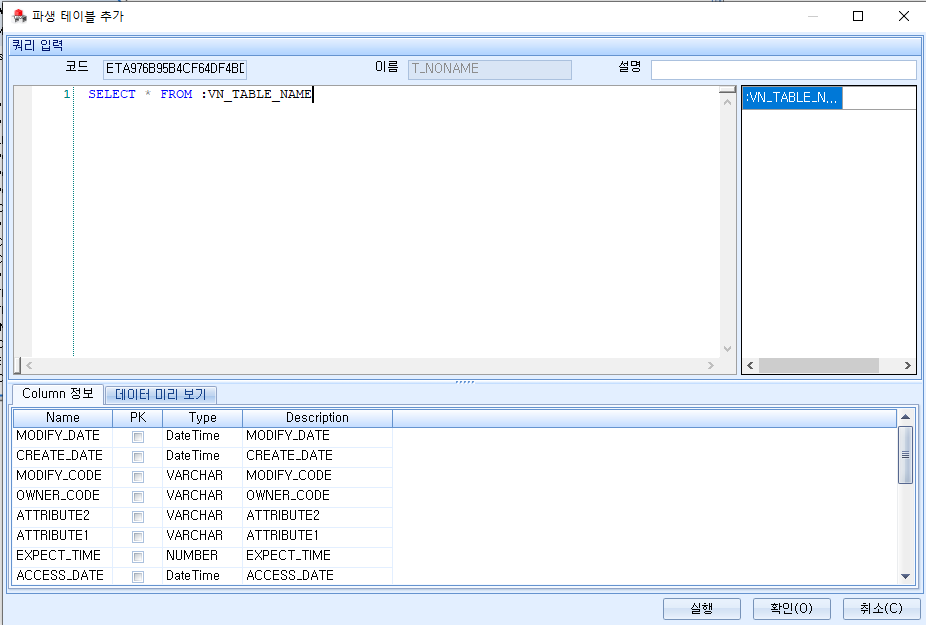 파생 테이블 추가
쿼리 입력
코드 ETA976B95B4CF64DF4BD 이름 T_NONAME 설명
1 SELECT * FROM :VN_TABLE_NAME
:VN_TABLE_N...
Column 정보 데이터 미리 보기
Name PK Type Description
MODIFY_DATE DateTime MODIFY_DATE
CREATE_DATE DateTime CREATE_DATE
MODIFY_CODE VARCHAR MODIFY_CODE
OWNER_CODE VARCHAR OWNER_CODE
ATTRIBUTE2 VARCHAR ATTRIBUTE2
ATTRIBUTE1 VARCHAR ATTRIBUTE1
EXPECT_TIME NUMBER EXPECT_TIME
ACCESS_DATE DateTime ACCESS_DATE
실행 확인(O) 취소(C)